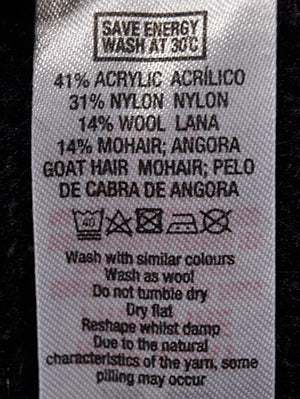 SAVE ENERGY
WASH AT 30°C
41% ACRYLIC ACRÍLICO
31% NYLON NYLON
14% WOOL LANA
14% MOHAIR; ANGORA
GOAT HAIR MOHAIR; PELO
DE CABRA DE ANGORA
40
Wash with similar colours
Wash as wool
Do not tumble dry
Dry flat
Reshape whilst damp
Due to the natural
characteristics of the yarn, some
pilling may occur